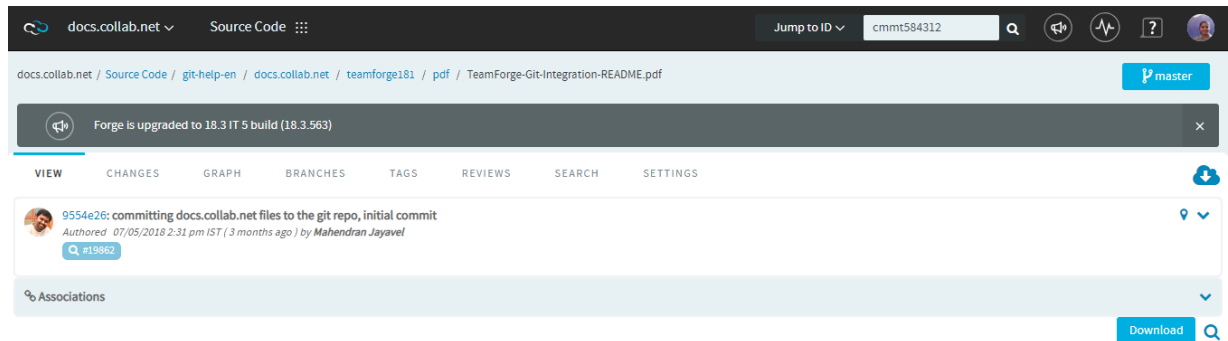 docs.collab.net Source Code Jump to ID cmmt584312 ?
docs.collab.net / Source Code / git-help-en / docs.collab.net / teamforge181 / pdf / TeamForge-Git-Integration-README.pdf master
Forge is upgraded to 18.3 IT 5 build (18.3.563) ×
VIEW CHANGES GRAPH BRANCHES TAGS REVIEWS SEARCH SETTINGS
9554e26: committing docs.collab.net files to the git repo, initial commit
Authored 07/05/2018 2:31 pm IST ( 3 months ago ) by Mahendran Jayavel
#19862
Associations
Download